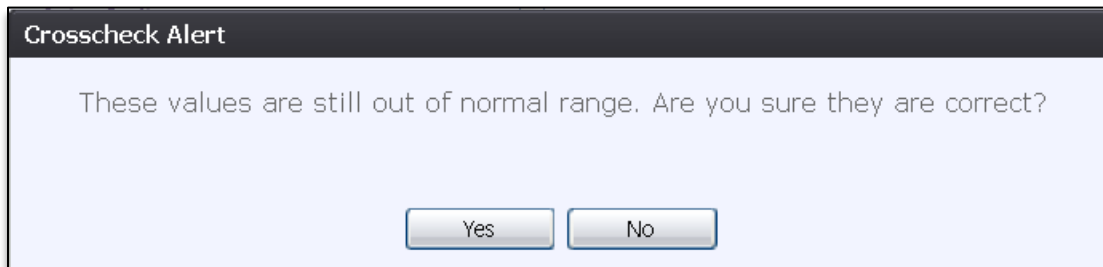 Crosscheck Alert
These values are still out of normal range. Are you sure they are correct?
Yes No